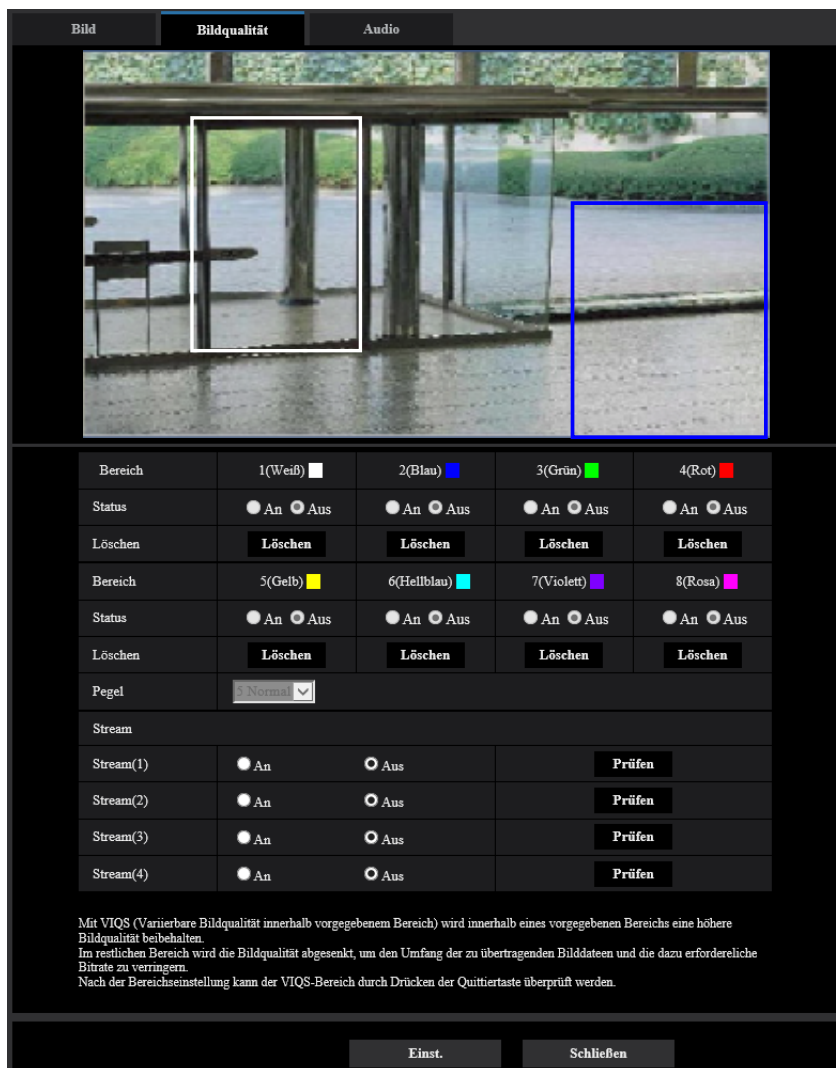 Bild Bildqualität Audio
Bereich 1(Weiß) 2(Blau) 3(Grün) 4(Rot)
Status An Aus An Aus An Aus An Aus
Löschen Löschen Löschen Löschen Löschen
Bereich 5(Gelb) 6(Hellblau) 7(Violett) 8(Rosa)
Status An Aus An Aus An Aus An Aus
Löschen Löschen Löschen Löschen Löschen
Pegel 5 Normal
Stream
Stream(1) An Aus Prüfen
Stream(2) An Aus Prüfen
Stream(3) An Aus Prüfen
Stream(4) An Aus Prüfen
Mit VIQS (Variierbare Bildqualität innerhalb vorgegebenem Bereich) wird innerhalb eines vorgegebenen Bereichs eine höhere
Bildqualität beibehalten.
Im restlichen Bereich wird die Bildqualität abgesenkt, um den Umfang der zu übertragenden Bilddateen und die dazu erfordereliche
Bitrate zu verringern.
Nach der Bereichseinstellung kann der VIQS-Bereich durch Drücken der Quittiertaste überprüft werden.
Einst. Schließen